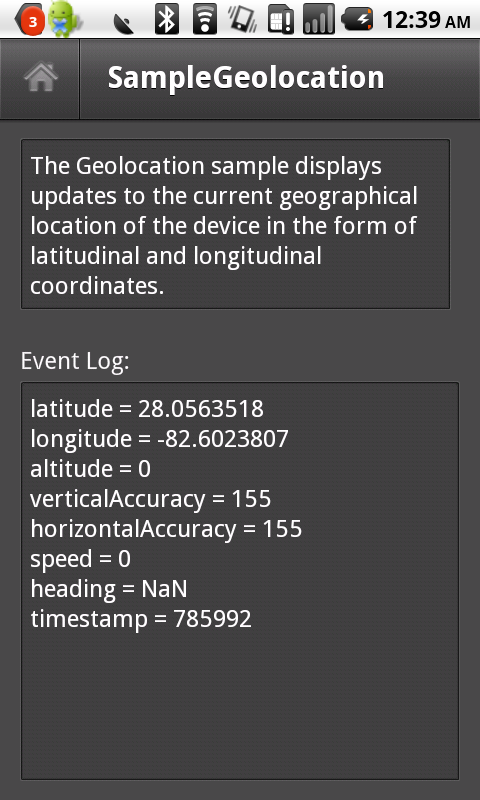 3
12:39 AM
SampleGeolocation
The Geolocation sample displays
updates to the current geographical
location of the device in the form of
latitudinal and longitudinal
coordinates.
Event Log:
latitude = 28.0563518
longitude = -82.6023807
altitude = 0
verticalAccuracy = 155
horizontalAccuracy = 155
speed = 0
heading = NaN
timestamp = 785992